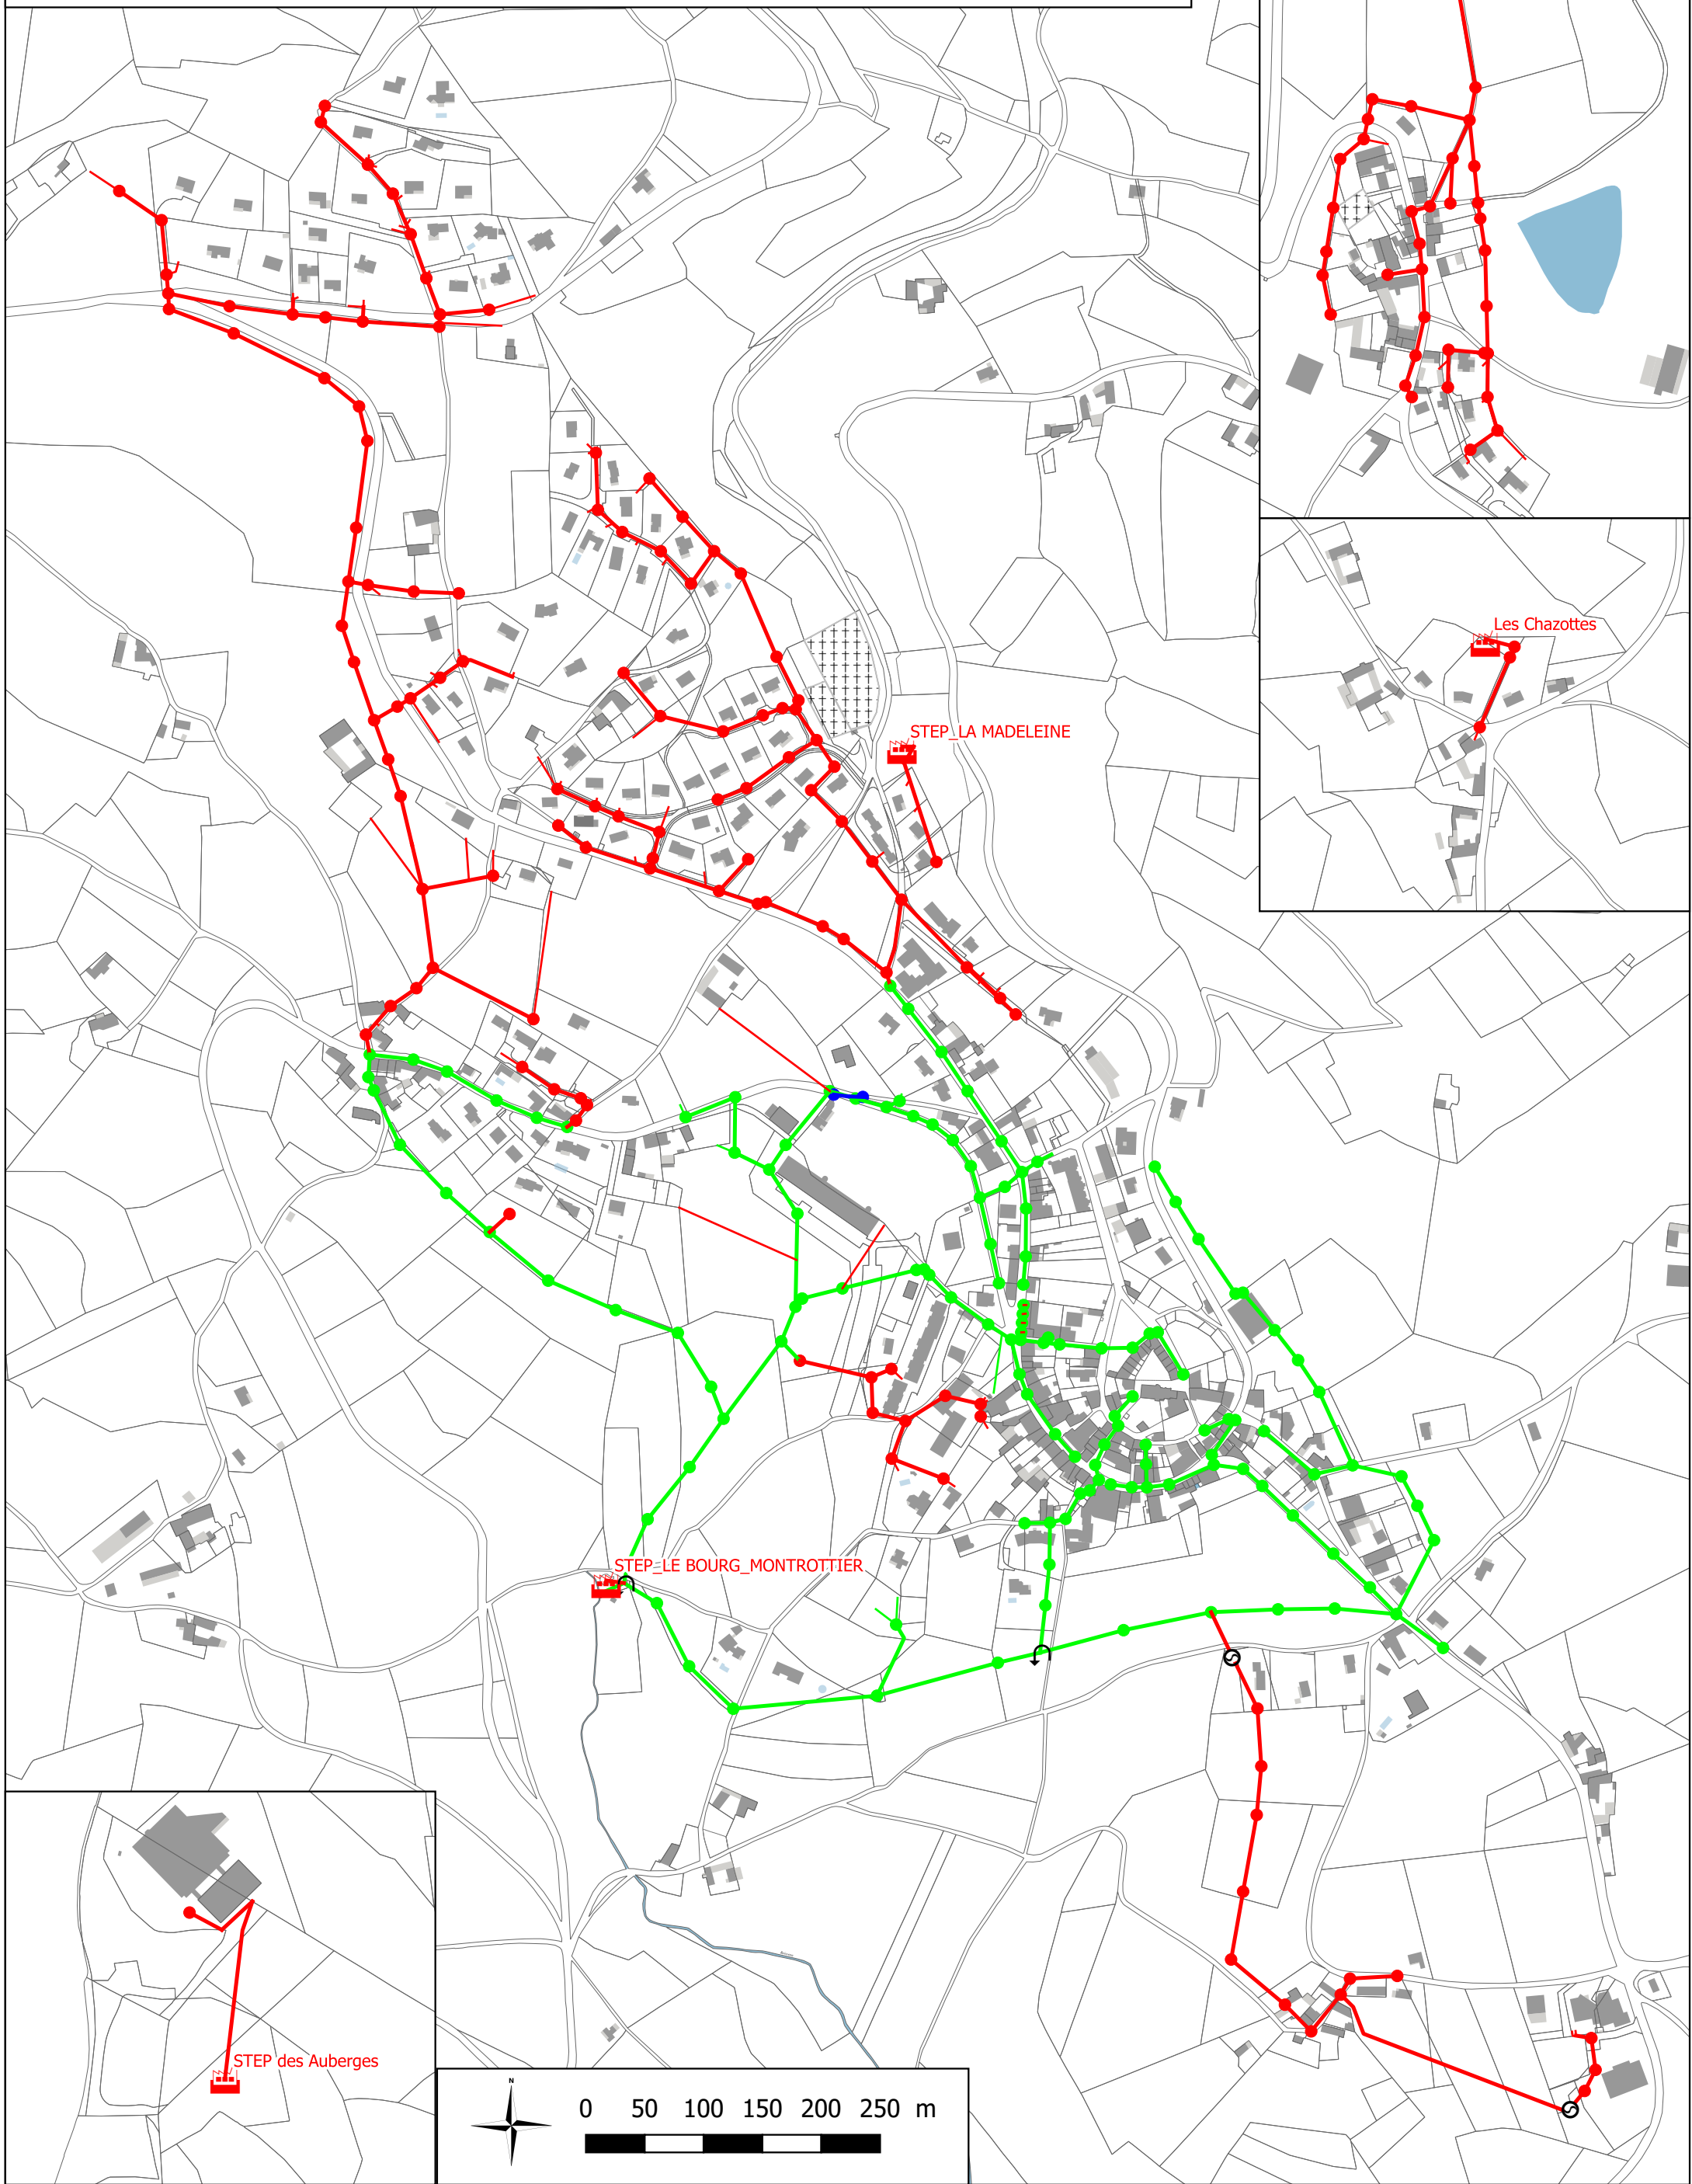 Les Chazottes
STEP_LA MADELEINE
STEP_LE BOURG_MONTROTTIER
STEP des Auberges
N
0 50 100 150 200 250 m